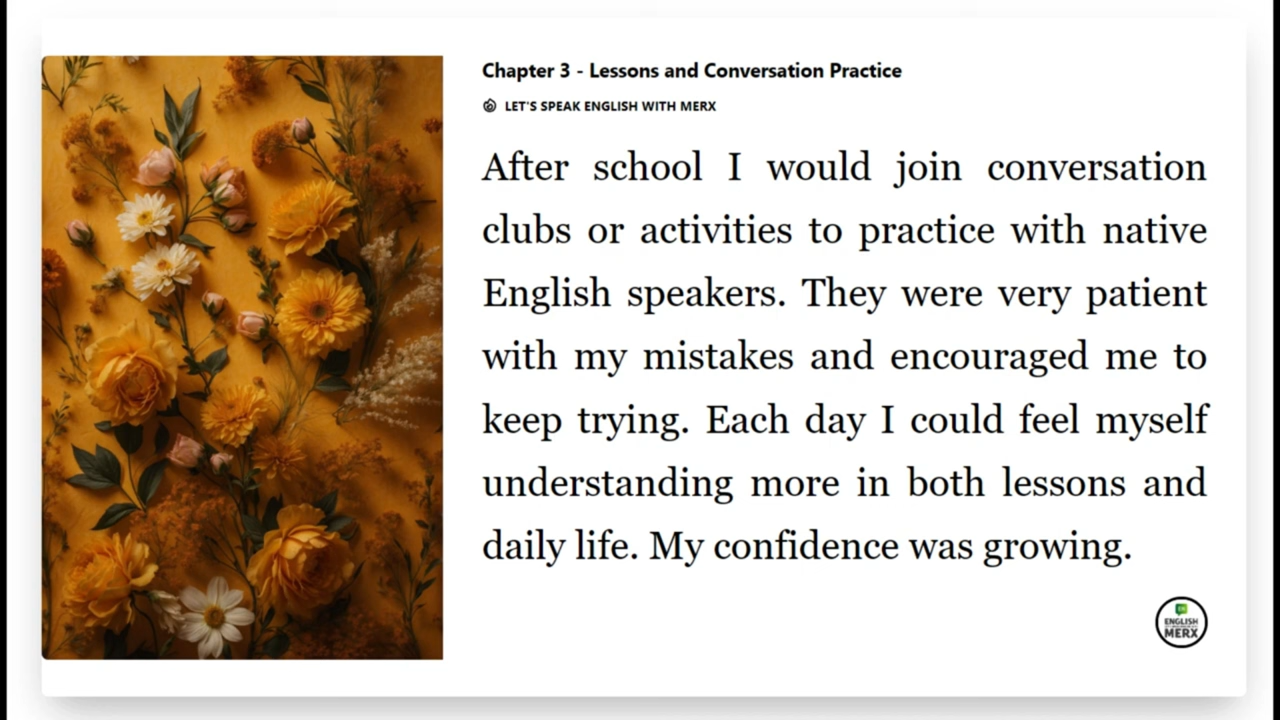 Chapter 3 - Lessons and Conversation Practice
LET'S SPEAK ENGLISH WITH MERX
After school I would join conversation
clubs or activities to practice with native
English speakers. They were very patient
with my mistakes and encouraged me to
keep trying. Each day I could feel myself
understanding more in both lessons and
daily life. My confidence was growing.
ENGLISH
MERX